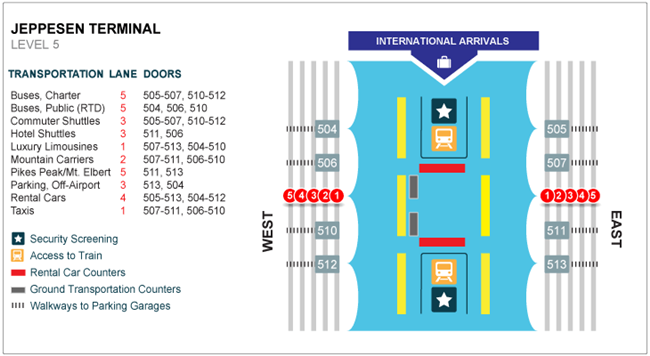 JEPPESEN TERMINAL
LEVEL 5
TRANSPORTATION LANE DOORS
Buses, Charter 5 505-507, 510-512
Buses, Public (RTD) 5 504, 506, 510
Commuter Shuttles 3 505-507, 510-512
Hotel Shuttles 3 511, 506
Luxury Limousines 1 507-513, 504-510
Mountain Carriers 2 507-511, 506-510
Pikes Peak/Mt. Elbert 5 511, 513
Parking, Off-Airport 3 513, 504
Rental Cars 4 505-513, 504-512
Taxis 1 507-511, 506-510
Security Screening
Access to Train
Rental Car Counters
Ground Transportation Counters
Walkways to Parking Garages
INTERNATIONAL ARRIVALS
504 505
506 507
5 4 3 2 1 1 2 3 4 5
WEST EAST
510 511
512 513